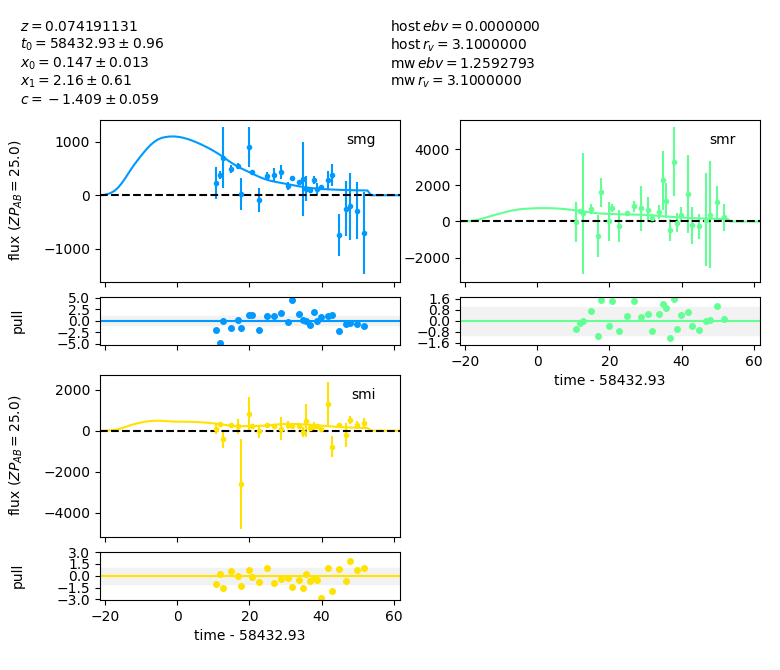 z = 0.074191131
t₀ = 58432.93 ± 0.96
x₀ = 0.147 ± 0.013
x₁ = 2.16 ± 0.61
c = −1.409 ± 0.059
host ebv = 0.0000000
host r_v = 3.1000000
mw ebv = 1.2592793
mw r_v = 3.1000000
smg
1000
0
−1000
flux (ZP_AB = 25.0)
5.0
2.5
0.0
−2.5
−5.0
pull
smr
4000
2000
0
−2000
1.6
0.8
0.0
−0.8
−1.6
−20 0 20 40 60
time - 58432.93
smi
2000
0
−2000
−4000
flux (ZP_AB = 25.0)
3.0
1.5
0.0
−1.5
−3.0
pull
−20 0 20 40 60
time - 58432.93